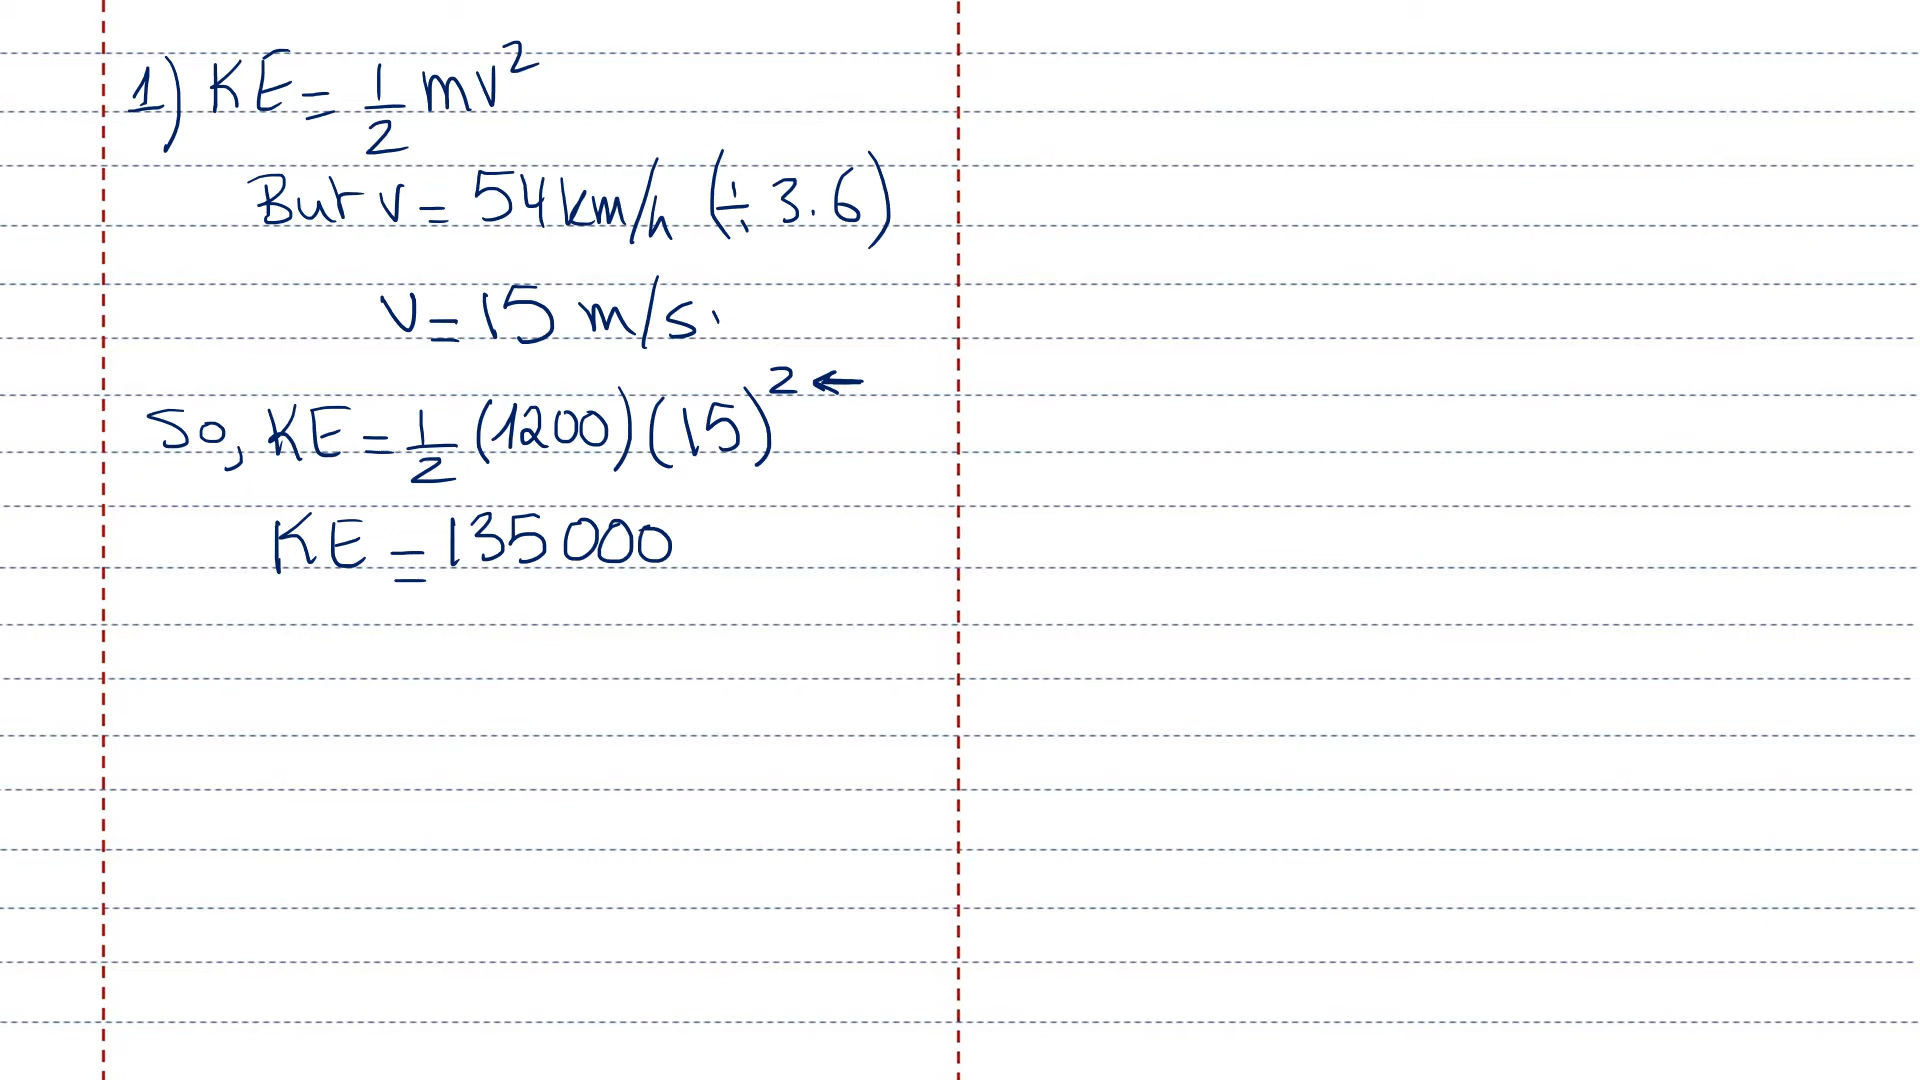 1) KE = 1/2 mv²
But v = 54 km/h (÷ 3.6)
v = 15 m/s.
So, KE = 1/2 (1200)(15)² ←
KE = 135000